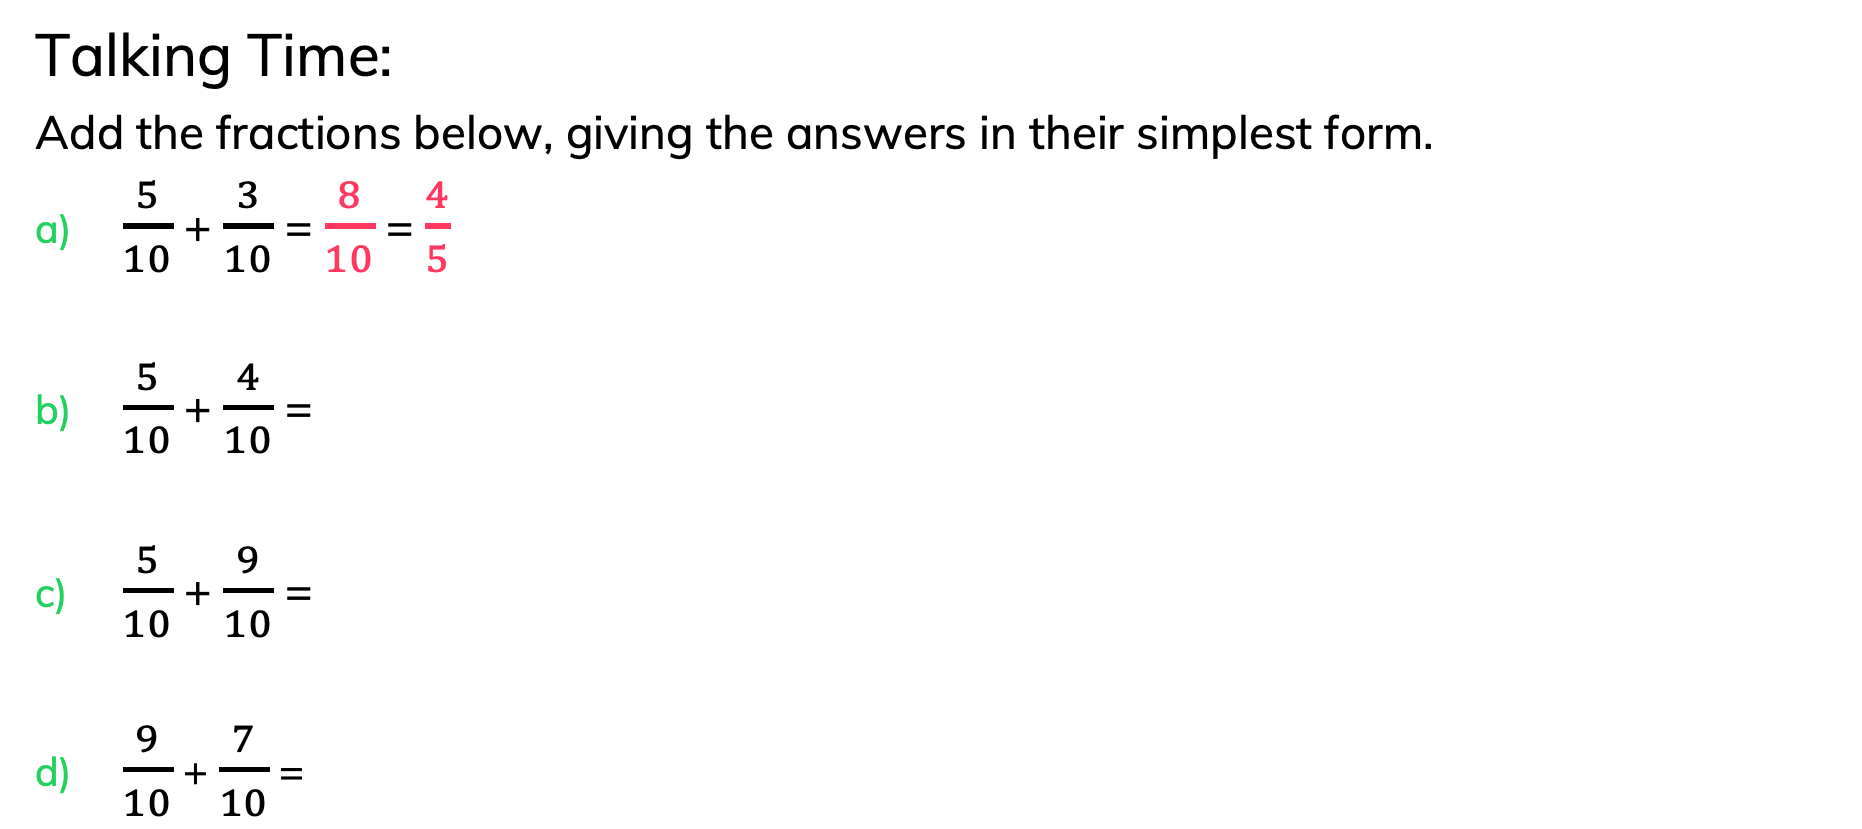 Talking Time:
Add the fractions below, giving the answers in their simplest form.
a) 5/10 + 3/10 = 8/10 = 4/5
b) 5/10 + 4/10 =
c) 5/10 + 9/10 =
d) 9/10 + 7/10 =